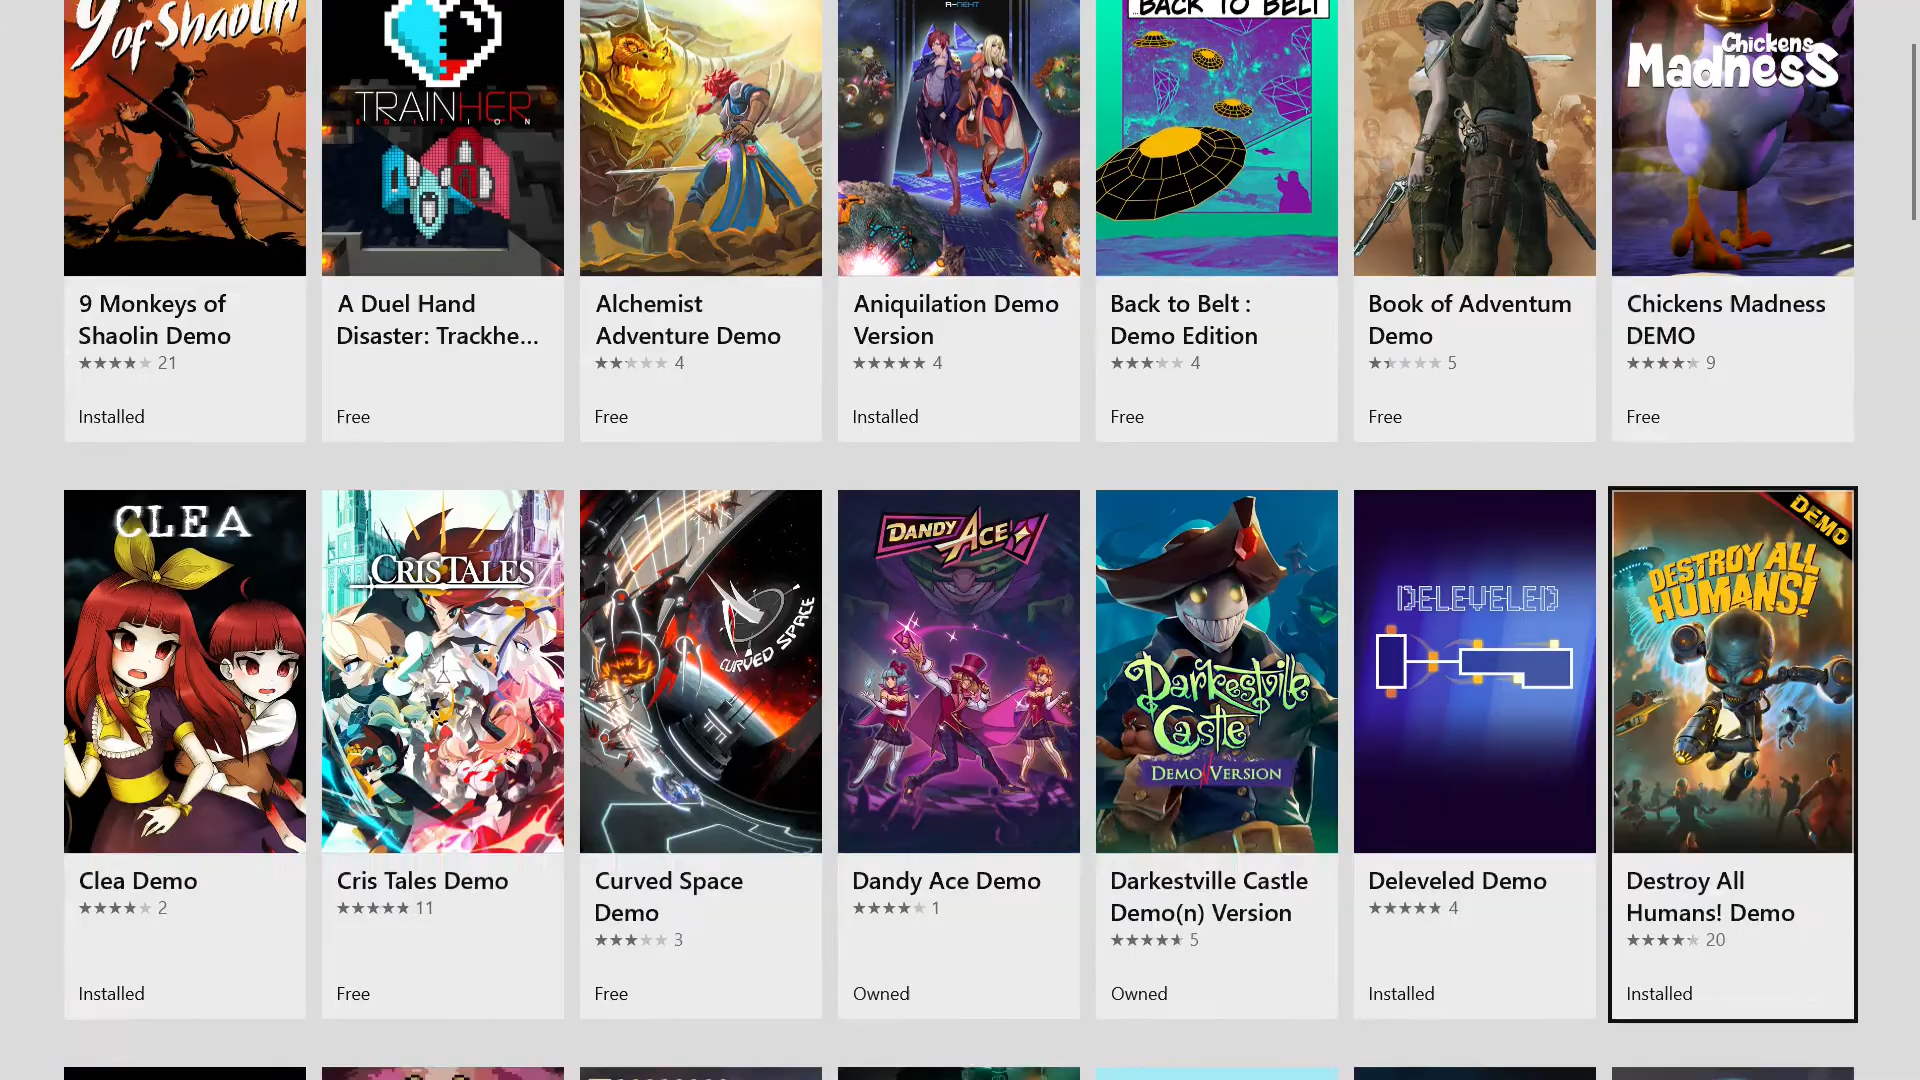 9 of Shaolin
TRAINHER
EDITION
A-NEXT
BACK TO BELT
Chickens
Madness
9 Monkeys of
Shaolin Demo
21
Installed
A Duel Hand
Disaster: Trackhe...
Free
Alchemist
Adventure Demo
4
Free
Aniquilation Demo
Version
4
Installed
Back to Belt :
Demo Edition
4
Free
Book of Adventum
Demo
5
Free
Chickens Madness
DEMO
9
Free
CLEA
CRIS TALES
CURVED SPACE
DANDY ACE
Darkestville
Castle
DEMON VERSION
DELEVELED
DEMO
DESTROY ALL
HUMANS!
Clea Demo
2
Installed
Cris Tales Demo
11
Free
Curved Space
Demo
3
Free
Dandy Ace Demo
1
Owned
Darkestville Castle
Demo(n) Version
5
Owned
Deleveled Demo
4
Installed
Destroy All
Humans! Demo
20
Installed